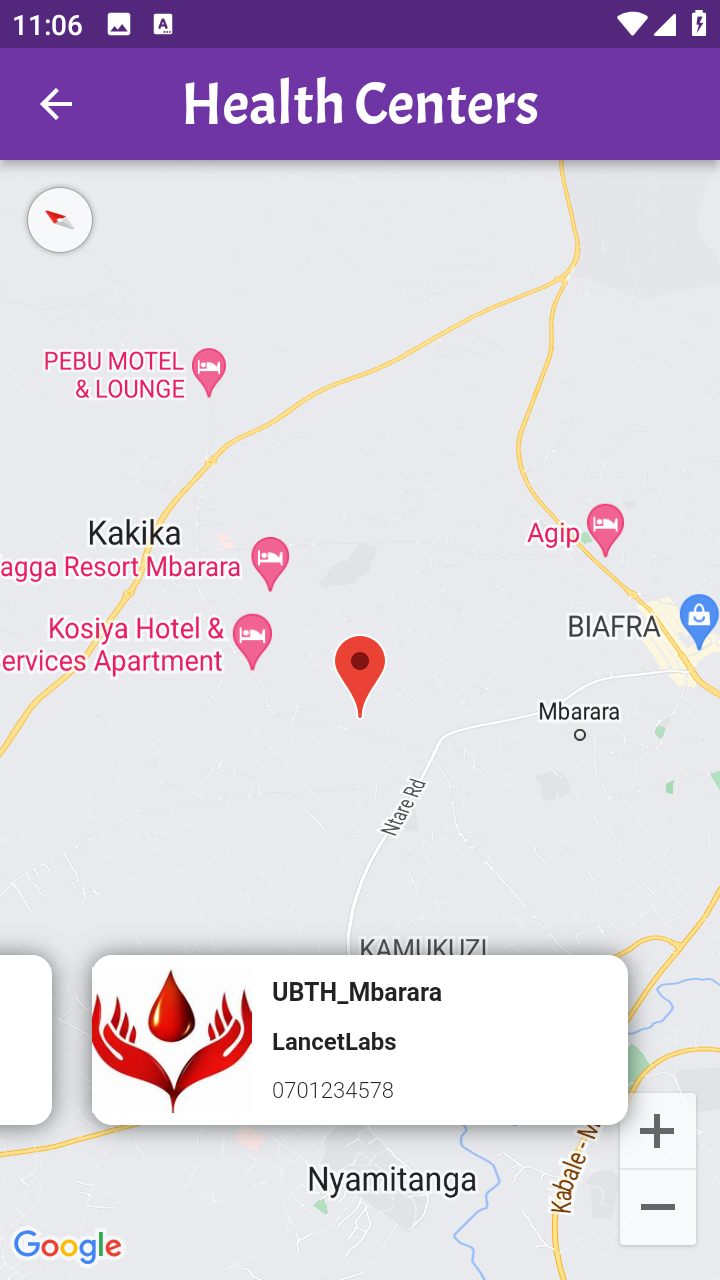 11:06
A
Health Centers
PEBU MOTEL
& LOUNGE
Kakika
agga Resort Mbarara
Agip
Kosiya Hotel &
ervices Apartment
BIAFRA
Mbarara
Ntare Rd
KAMUKUZI
UBTH_Mbarara
LancetLabs
0701234578
Kabale - M
Nyamitanga
Google